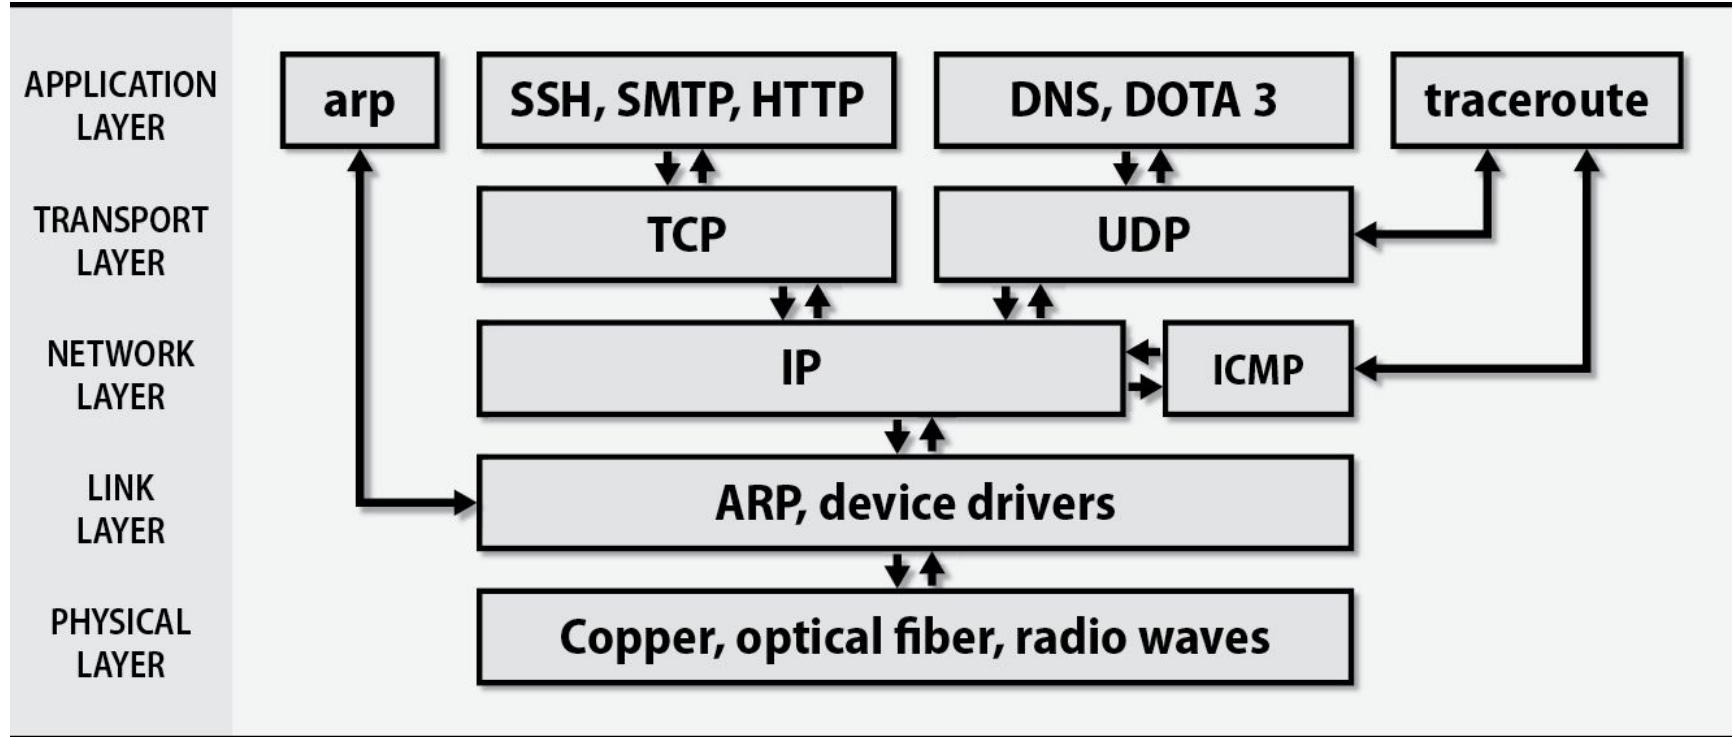 APPLICATION
LAYER
arp
SSH, SMTP, HTTP
DNS, DOTA 3
traceroute
TRANSPORT
LAYER
TCP
UDP
NETWORK
LAYER
IP
ICMP
LINK
LAYER
ARP, device drivers
PHYSICAL
LAYER
Copper, optical fiber, radio waves